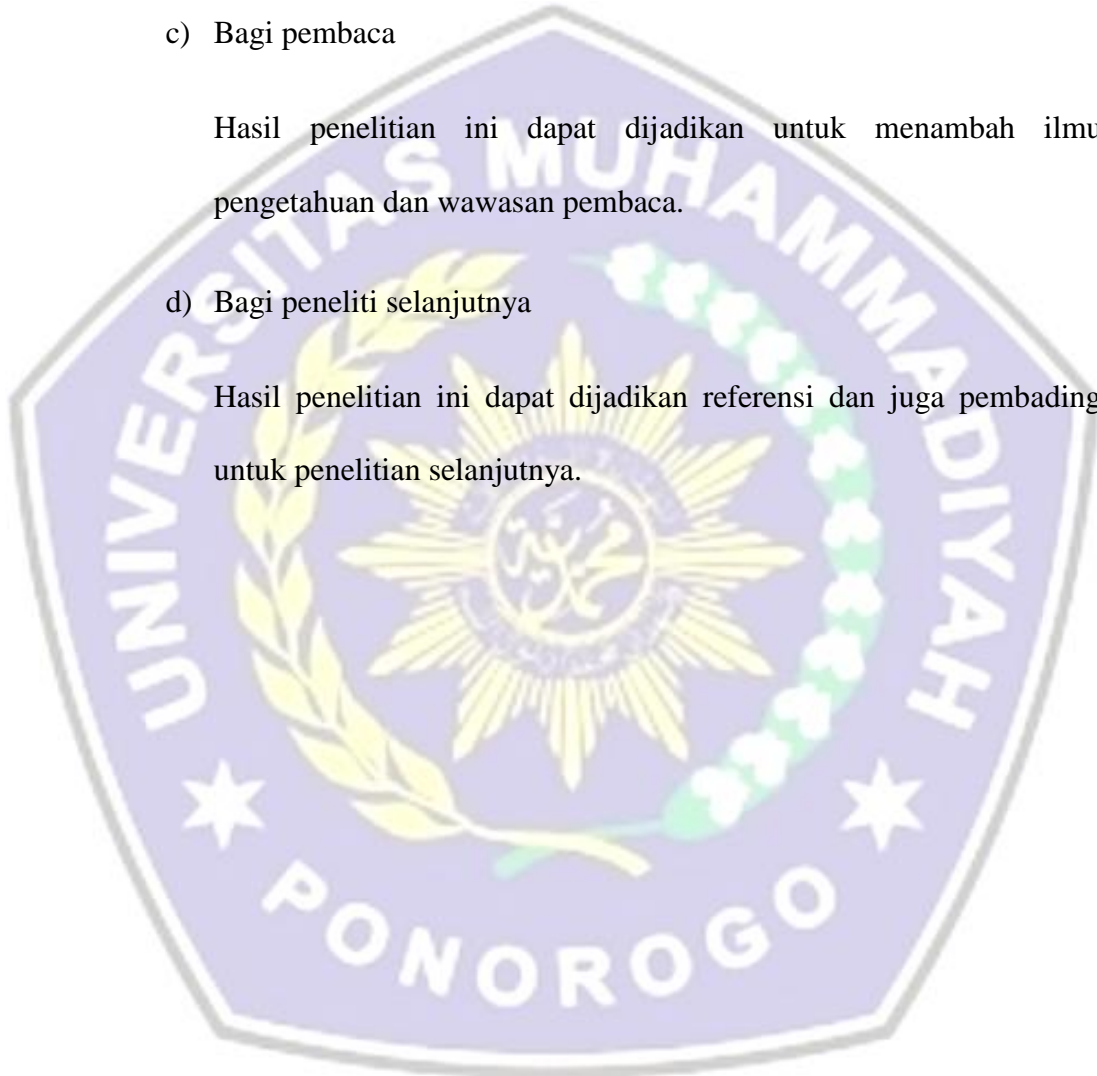 c) Bagi pembaca
Hasil penelitian ini dapat dijadikan untuk menambah ilmu
pengetahuan dan wawasan pembaca.
d) Bagi peneliti selanjutnya
Hasil penelitian ini dapat dijadikan referensi dan juga pembading
untuk penelitian selanjutnya.
UNIVERSITAS MUHAMMADIYAH
PONOROGO
محمدية